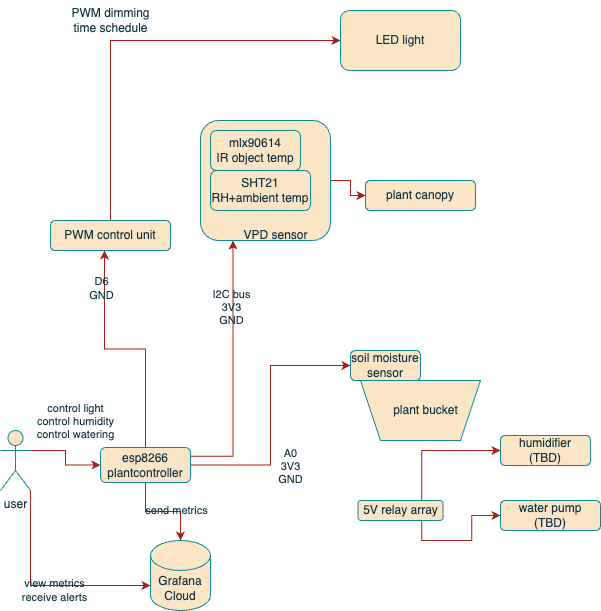 PWM dimming
time schedule
LED light
mlx90614
IR object temp
SHT21
RH+ambient temp
VPD sensor
plant canopy
PWM control unit
D6
GND
I2C bus
3V3
GND
soil moisture
sensor
plant bucket
control light
control humidity
control watering
esp8266
plantcontroller
A0
3V3
GND
humidifier
(TBD)
user
5V relay array
water pump
(TBD)
send metrics
view metrics
receive alerts
Grafana
Cloud